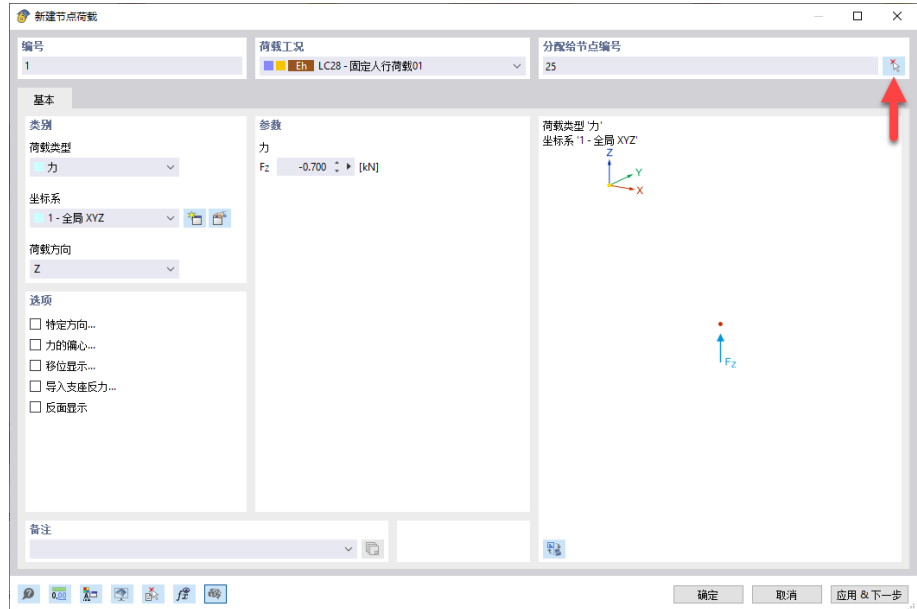 新建节点荷载
编号
1
荷载工况
Eh LC28 - 固定人行荷载01
分配给节点编号
25
基本
类别
荷载类型
力
坐标系
1 - 全局 XYZ
荷载方向
Z
选项
特定方向...
力的偏心...
移位显示...
导入支座反力...
反面显示
参数
力
Fz -0.700 [kN]
荷载类型 '力'
坐标系 '1 - 全局 XYZ'
Z
Y
X
Fz
备注
0,00
确定
取消
应用 & 下一步